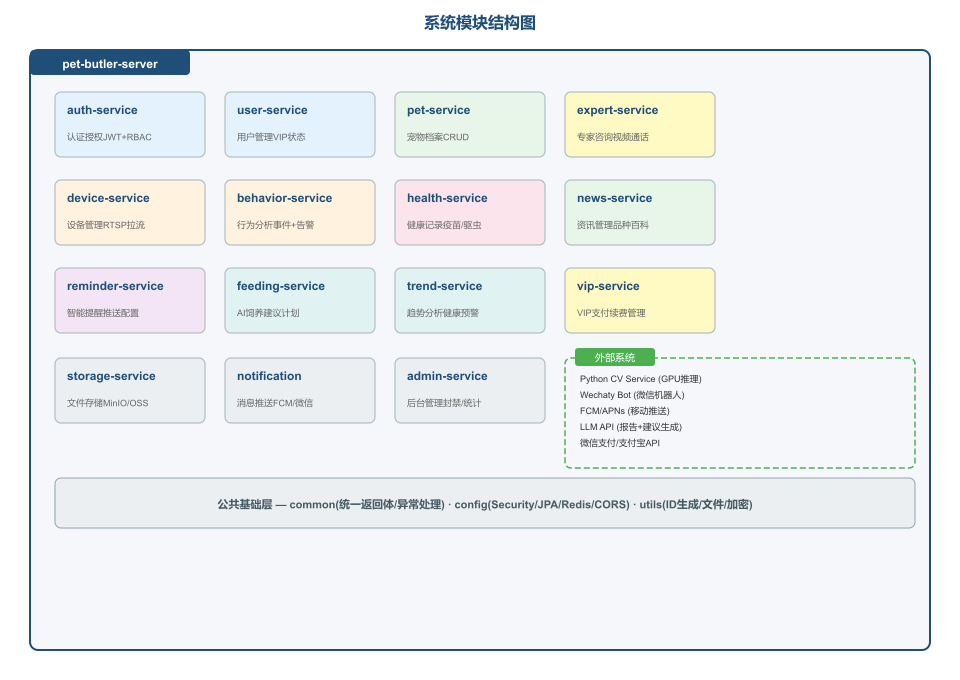 系统模块结构图
pet-butler-server
auth-service
认证授权JWT+RBAC
user-service
用户管理VIP状态
pet-service
宠物档案CRUD
expert-service
专家咨询视频通话
device-service
设备管理RTSP拉流
behavior-service
行为分析事件+告警
health-service
健康记录疫苗/驱虫
news-service
资讯管理品种百科
reminder-service
智能提醒推送配置
feeding-service
AI饲养建议计划
trend-service
趋势分析健康预警
vip-service
VIP支付续费管理
storage-service
文件存储MinIO/OSS
notification
消息推送FCM/微信
admin-service
后台管理封禁/统计
外部系统
Python CV Service (GPU推理)
Wechaty Bot (微信机器人)
FCM/APNs (移动推送)
LLM API (报告+建议生成)
微信支付/支付宝API
公共基础层 — common(统一返回体/异常处理) · config(Security/JPA/Redis/CORS) · utils(ID生成/文件/加密)